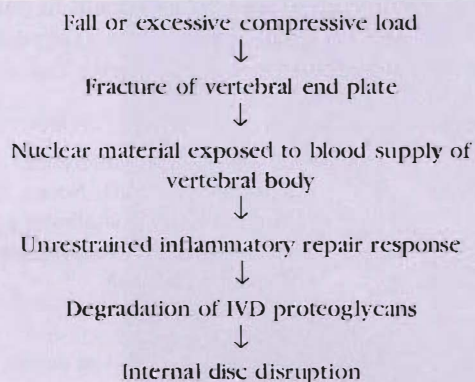 Fall or excessive compressive load
↓
Fracture of vertebral end plate
↓
Nuclear material exposed to blood supply of
vertebral body
↓
Unrestrained inflammatory repair response
↓
Degradation of IVD proteoglycans
↓
Internal disc disruption